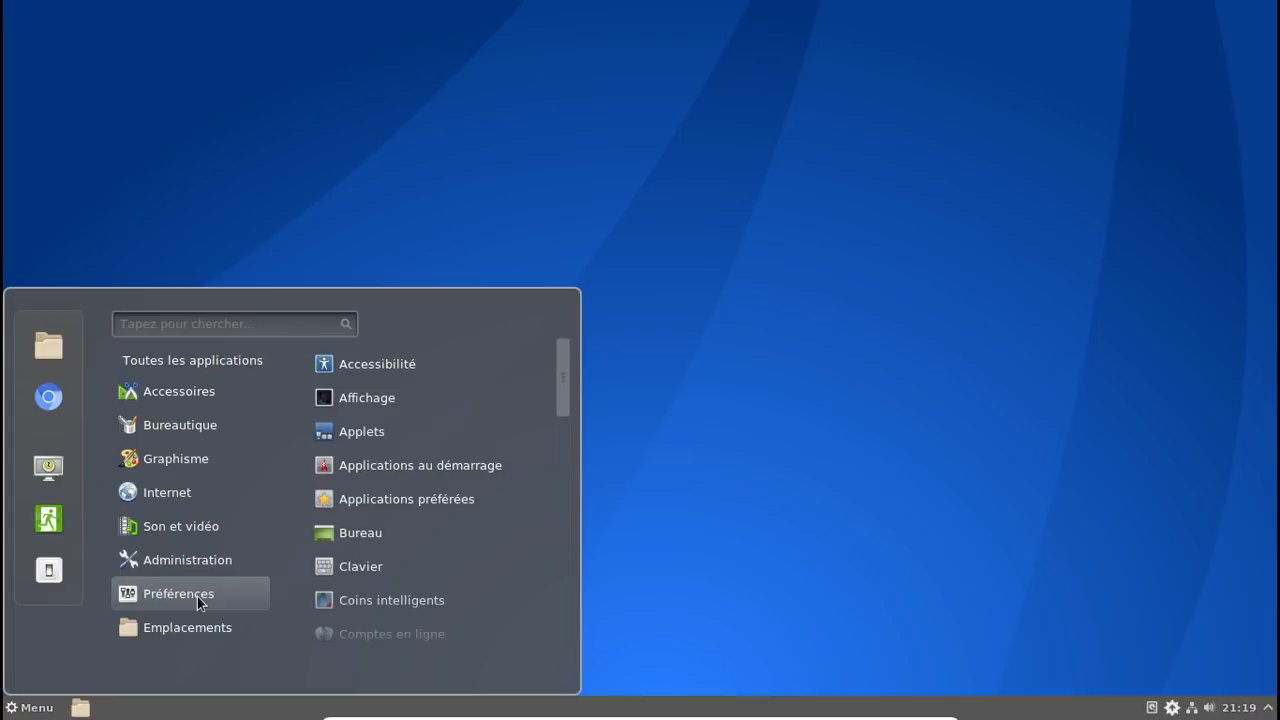 Tapez pour chercher...
Toutes les applications
Accessoires
Bureautique
Graphisme
Internet
Son et vidéo
Administration
Préférences
Emplacements
Accessibilité
Affichage
Applets
Applications au démarrage
Applications préférées
Bureau
Clavier
Coins intelligents
Comptes en ligne
Menu
21:19